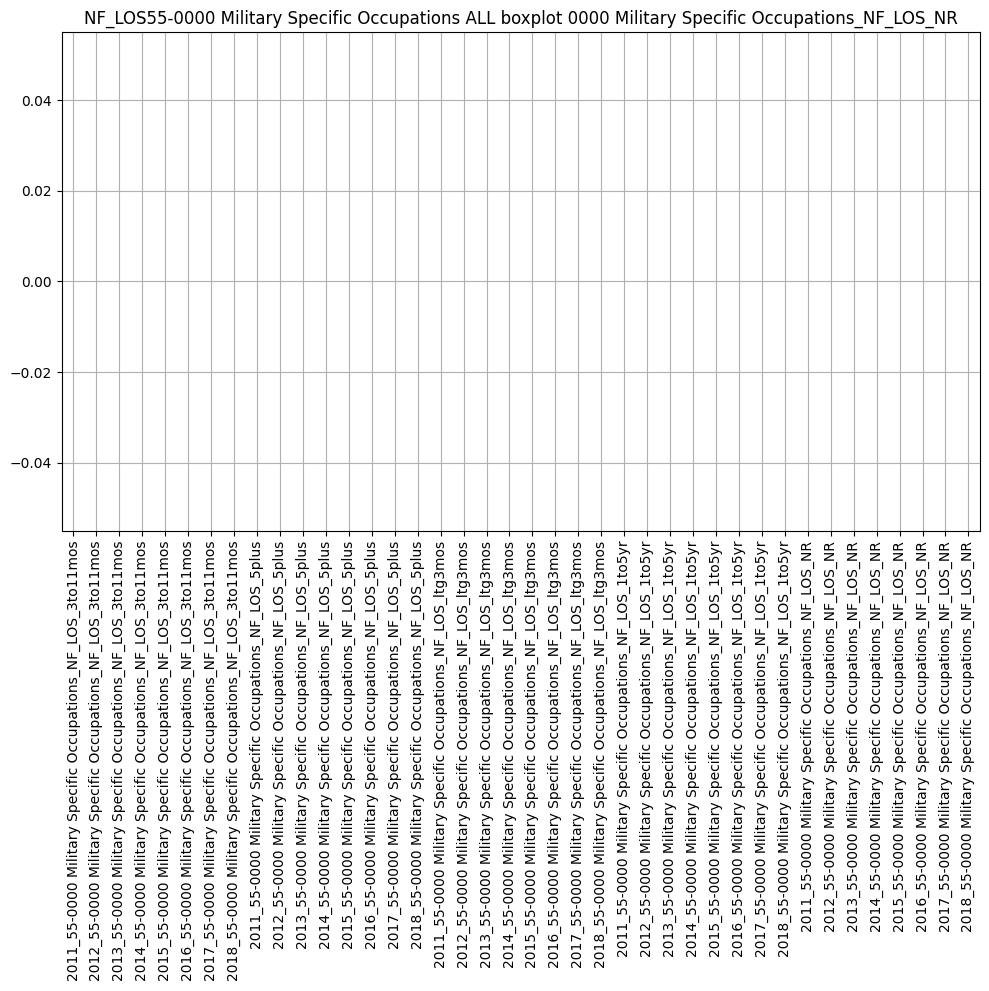 NF_LOS55-0000 Military Specific Occupations ALL boxplot 0000 Military Specific Occupations_NF_LOS_NR
0.04
0.02
0.00
−0.02
−0.04
2011_55-0000 Military Specific Occupations_NF_LOS_3to11mos
2012_55-0000 Military Specific Occupations_NF_LOS_3to11mos
2013_55-0000 Military Specific Occupations_NF_LOS_3to11mos
2014_55-0000 Military Specific Occupations_NF_LOS_3to11mos
2015_55-0000 Military Specific Occupations_NF_LOS_3to11mos
2016_55-0000 Military Specific Occupations_NF_LOS_3to11mos
2017_55-0000 Military Specific Occupations_NF_LOS_3to11mos
2018_55-0000 Military Specific Occupations_NF_LOS_3to11mos
2011_55-0000 Military Specific Occupations_NF_LOS_5plus
2012_55-0000 Military Specific Occupations_NF_LOS_5plus
2013_55-0000 Military Specific Occupations_NF_LOS_5plus
2014_55-0000 Military Specific Occupations_NF_LOS_5plus
2015_55-0000 Military Specific Occupations_NF_LOS_5plus
2016_55-0000 Military Specific Occupations_NF_LOS_5plus
2017_55-0000 Military Specific Occupations_NF_LOS_5plus
2018_55-0000 Military Specific Occupations_NF_LOS_5plus
2011_55-0000 Military Specific Occupations_NF_LOS_ltg3mos
2012_55-0000 Military Specific Occupations_NF_LOS_ltg3mos
2013_55-0000 Military Specific Occupations_NF_LOS_ltg3mos
2014_55-0000 Military Specific Occupations_NF_LOS_ltg3mos
2015_55-0000 Military Specific Occupations_NF_LOS_ltg3mos
2016_55-0000 Military Specific Occupations_NF_LOS_ltg3mos
2017_55-0000 Military Specific Occupations_NF_LOS_ltg3mos
2018_55-0000 Military Specific Occupations_NF_LOS_ltg3mos
2011_55-0000 Military Specific Occupations_NF_LOS_1to5yr
2012_55-0000 Military Specific Occupations_NF_LOS_1to5yr
2013_55-0000 Military Specific Occupations_NF_LOS_1to5yr
2014_55-0000 Military Specific Occupations_NF_LOS_1to5yr
2015_55-0000 Military Specific Occupations_NF_LOS_1to5yr
2016_55-0000 Military Specific Occupations_NF_LOS_1to5yr
2017_55-0000 Military Specific Occupations_NF_LOS_1to5yr
2018_55-0000 Military Specific Occupations_NF_LOS_1to5yr
2011_55-0000 Military Specific Occupations_NF_LOS_NR
2012_55-0000 Military Specific Occupations_NF_LOS_NR
2013_55-0000 Military Specific Occupations_NF_LOS_NR
2014_55-0000 Military Specific Occupations_NF_LOS_NR
2015_55-0000 Military Specific Occupations_NF_LOS_NR
2016_55-0000 Military Specific Occupations_NF_LOS_NR
2017_55-0000 Military Specific Occupations_NF_LOS_NR
2018_55-0000 Military Specific Occupations_NF_LOS_NR